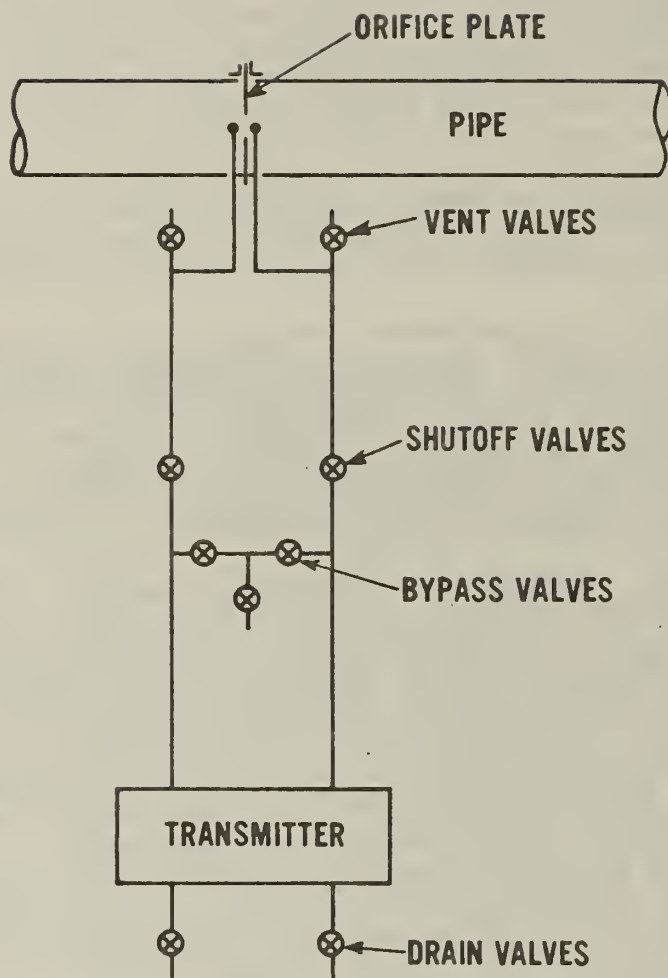 ORIFICE PLATE
PIPE
VENT VALVES
SHUTOFF VALVES
BYPASS VALVES
TRANSMITTER
DRAIN VALVES